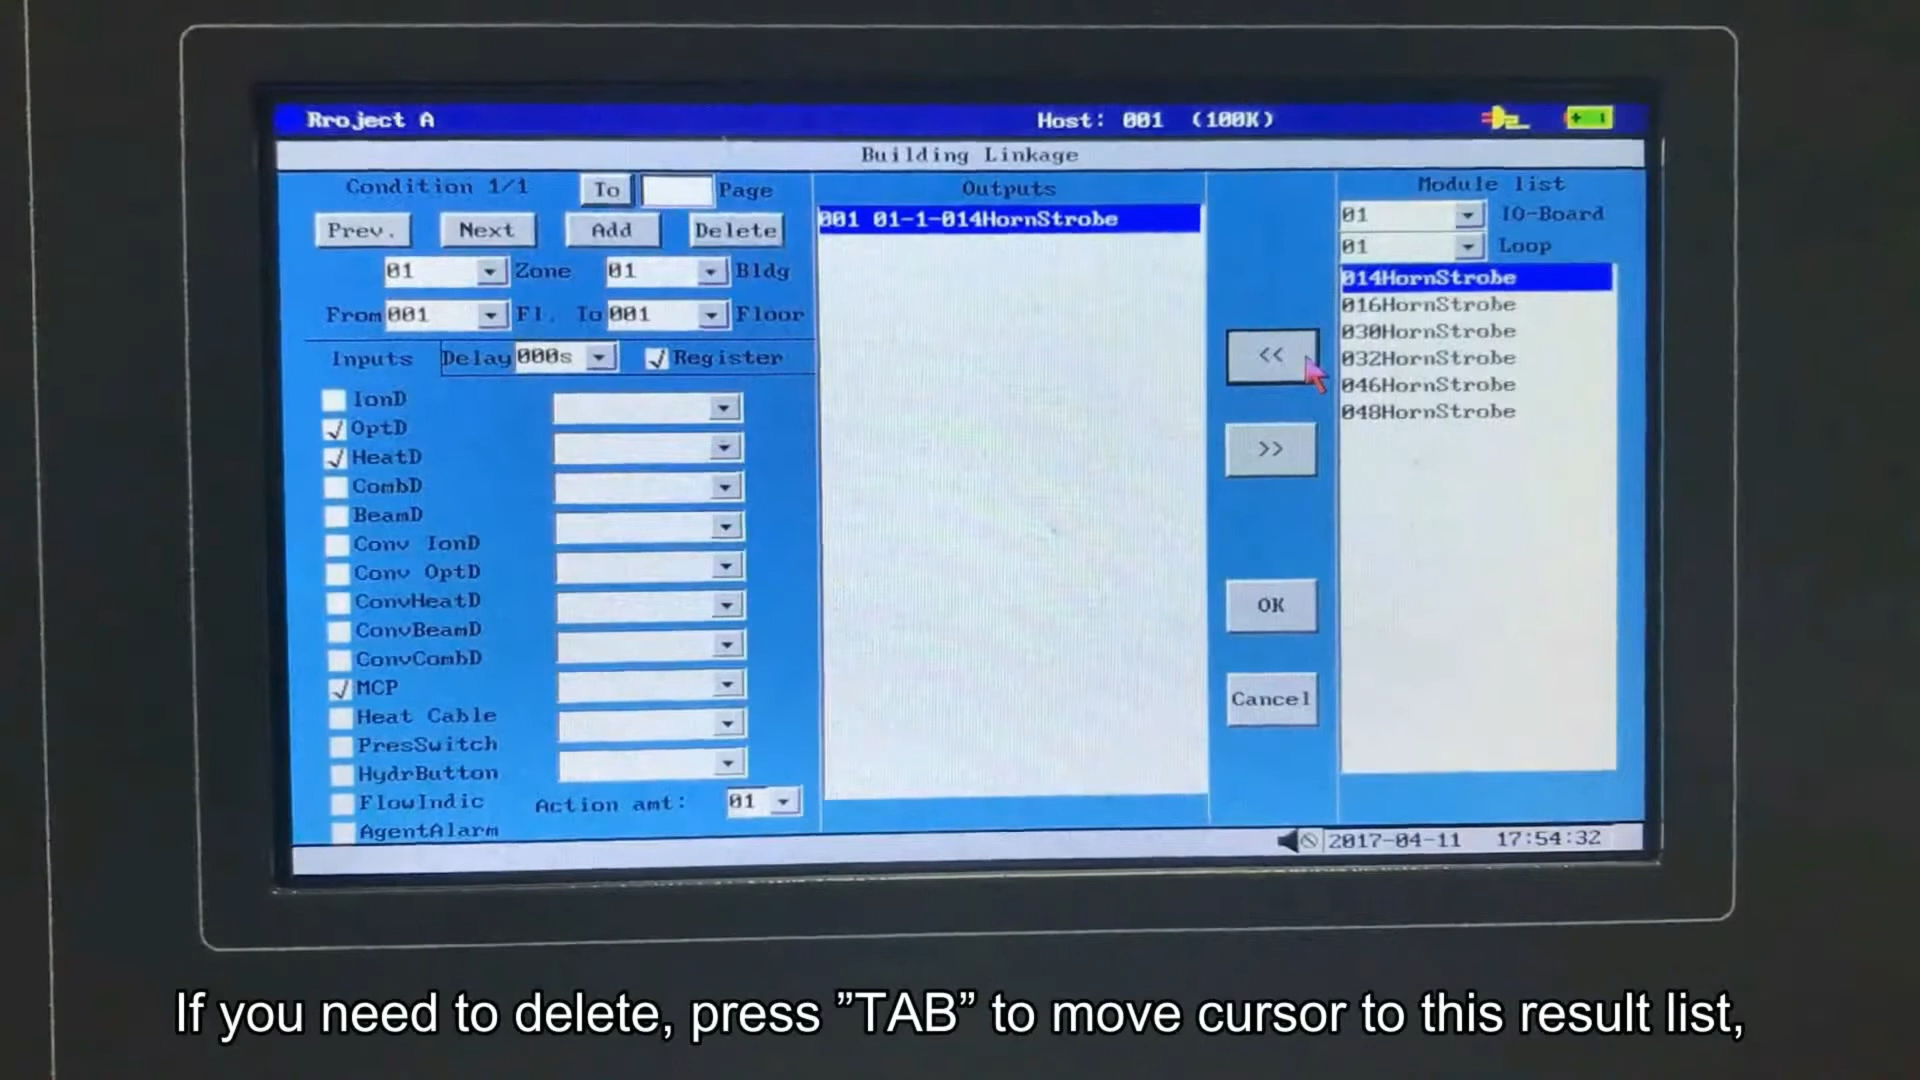 Rroject A
Host: 001 (100K)
Building Linkage
Condition 1/1 To Page
Prev. Next Add Delete
01 Zone 01 Bldg
From 001 Fl. To 001 Floor
Inputs Delay 000s Register
IonD
OptD
HeatD
CombD
BeamD
Conv IonD
Conv OptD
ConvHeatD
ConvBeamD
ConvCombD
MCP
Heat Cable
PresSwitch
HydrButton
FlowIndic
AgentAlarm
Action amt: 01
Outputs
001 01-1-014HornStrobe
<<
>>
OK
Cancel
Module list
01 IO-Board
01 Loop
014HornStrobe
016HornStrobe
030HornStrobe
032HornStrobe
046HornStrobe
048HornStrobe
2017-04-11 17:54:32
If you need to delete, press ”TAB” to move cursor to this result list,